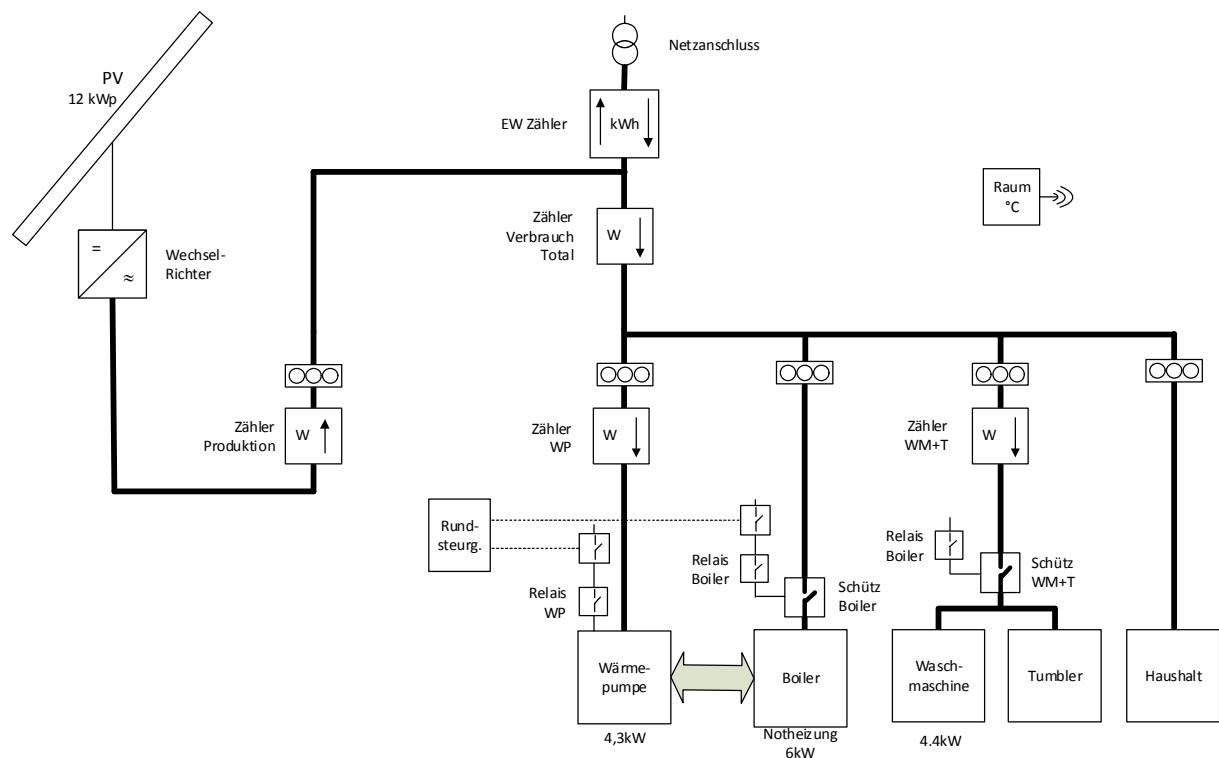 Netzanschluss
PV
12 kWp
EW Zähler
kWh
Raum
°C
Zähler
Verbrauch
Total
W
=
≈
Wechsel-
Richter
Zähler
Produktion
W
Zähler
WP
W
Zähler
WM+T
W
Rund-
steurg.
Relais
WP
Relais
Boiler
Schütz
Boiler
Relais
Boiler
Schütz
WM+T
Wärme-
pumpe
Boiler
Wasch-
maschine
Tumbler
Haushalt
4,3kW
Notheizung
6kW
4.4kW